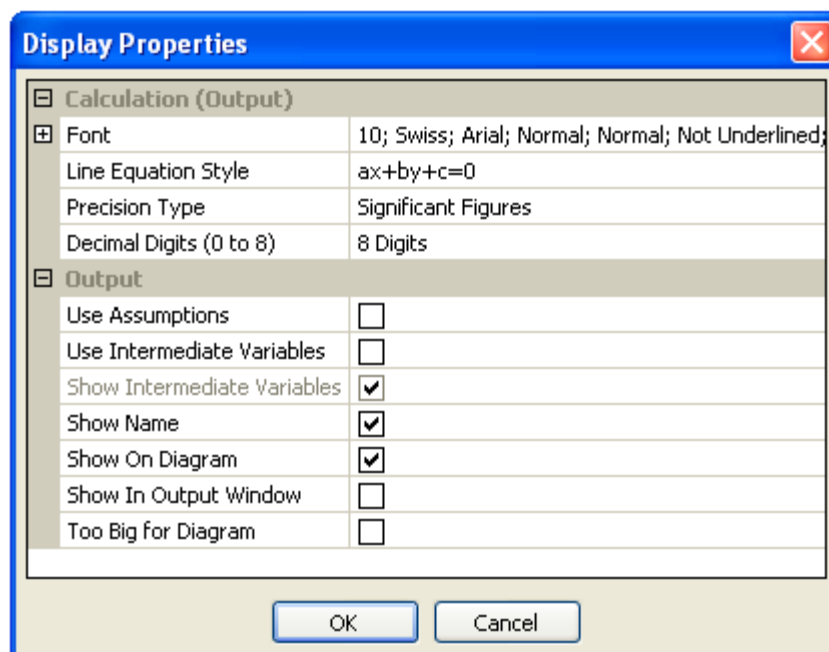 Display Properties
Calculation (Output)
Font 10; Swiss; Arial; Normal; Normal; Not Underlined;
Line Equation Style ax+by+c=0
Precision Type Significant Figures
Decimal Digits (0 to 8) 8 Digits
Output
Use Assumptions
Use Intermediate Variables
Show Intermediate Variables
Show Name
Show On Diagram
Show In Output Window
Too Big for Diagram
OK Cancel